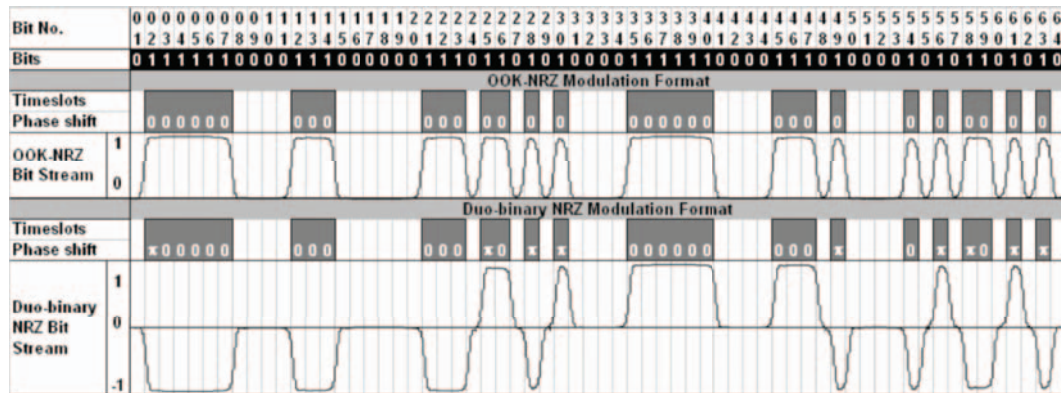 Bit No. 0 0 0 0 0 0 0 0 0 1 1 1 1 1 1 1 1 1 1 2 2 2 2 2 2 2 2 2 2 3 3 3 3 3 3 3 3 3 3 4 4 4 4 4 4 4 4 4 4 5 5 5 5 5 5 5 5 5 5 6 6 6 6 6
1 2 3 4 5 6 7 8 9 0 1 2 3 4 5 6 7 8 9 0 1 2 3 4 5 6 7 8 9 0 1 2 3 4 5 6 7 8 9 0 1 2 3 4 5 6 7 8 9 0 1 2 3 4 5 6 7 8 9 0 1 2 3 4
Bits 0 1 1 1 1 1 1 0 0 0 0 1 1 1 0 0 0 0 0 0 1 1 1 0 1 1 0 1 0 1 0 0 0 0 1 1 1 1 1 1 0 0 0 0 1 1 1 0 1 0 0 0 0 1 0 1 0 1 1 0 1 0 1 0
OOK-NRZ Modulation Format
Timeslots
Phase shift 0 0 0 0 0 0 0 0 0 0 0 0 0 0 0 0 0 0 0 0 0 0 0 0 0 0 0 0 0 0 0 0
OOK-NRZ
Bit Stream
1
0
Duo-binary NRZ Modulation Format
Timeslots
Phase shift π 0 0 0 0 0 0 0 0 0 0 0 π 0 π π 0 0 0 0 0 0 0 0 0 π 0 π π 0 π π
Duo-binary
NRZ Bit
Stream
1
0
-1